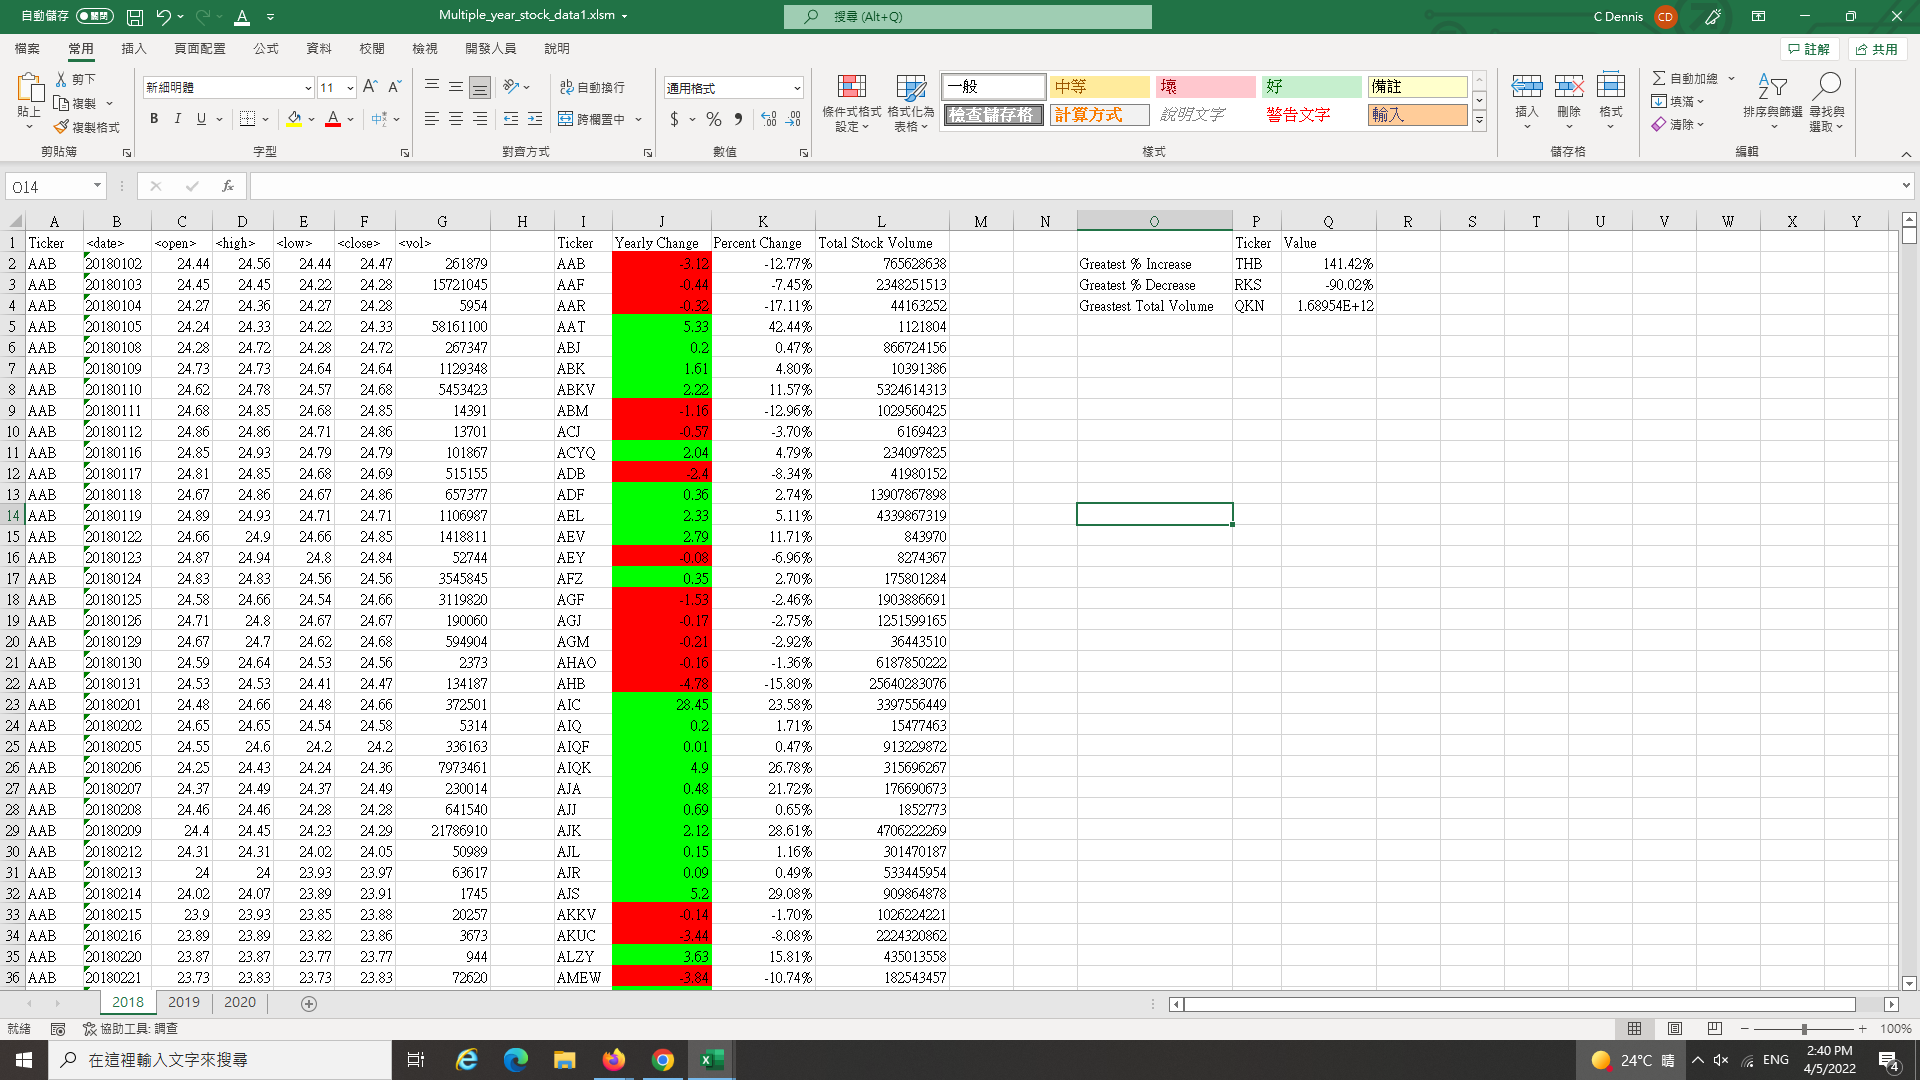 自動儲存 關閉 Multiple_year_stock_data1.xlsm 搜尋 (Alt+Q) C Dennis CD
檔案 常用 插入 頁面配置 公式 資料 校閱 檢視 開發人員 說明 註解 共用
貼上 剪下 複製 複製格式
新細明體 11 B I U A
自動換行 跨欄置中
通用格式 $ % 9
條件式格式設定 格式化為表格
一般 中等 壞 好 備註
檢查儲存格 計算方式 說明文字 警告文字 輸入
插入 刪除 格式
自動加總 填滿 清除 排序與篩選 尋找與選取
剪貼簿 字型 對齊方式 數值 樣式 儲存格 編輯
O14 fx
A B C D E F G H I J K L M N O P Q R S T U V W X Y
1 Ticker <date> <open> <high> <low> <close> <vol> Ticker Yearly Change Percent Change Total Stock Volume Ticker Value
2 AAB 20180102 24.44 24.56 24.44 24.47 261879 AAB -3.12 -12.77% 765628638 Greatest % Increase THB 141.42%
3 AAB 20180103 24.45 24.45 24.22 24.28 15721045 AAF -0.44 -7.45% 2348251513 Greatest % Decrease RKS -90.02%
4 AAB 20180104 24.27 24.36 24.27 24.28 5954 AAR -0.32 -17.11% 44163252 Greastest Total Volume QKN 1.68954E+12
5 AAB 20180105 24.24 24.33 24.22 24.33 58161100 AAT 5.33 42.44% 1121804
6 AAB 20180108 24.28 24.72 24.28 24.72 267347 ABJ 0.2 0.47% 866724156
7 AAB 20180109 24.73 24.73 24.64 24.64 1129348 ABK 1.61 4.80% 10391386
8 AAB 20180110 24.62 24.78 24.57 24.68 5453423 ABKV 2.22 11.57% 5324614313
9 AAB 20180111 24.68 24.85 24.68 24.85 14391 ABM -1.16 -12.96% 1029560425
10 AAB 20180112 24.86 24.86 24.71 24.86 13701 ACJ -0.57 -3.70% 6169423
11 AAB 20180116 24.85 24.93 24.79 24.79 101867 ACYQ 2.04 4.79% 234097825
12 AAB 20180117 24.81 24.85 24.68 24.69 515155 ADB -2.4 -8.34% 41980152
13 AAB 20180118 24.67 24.86 24.67 24.86 657377 ADF 0.36 2.74% 13907867898
14 AAB 20180119 24.89 24.93 24.71 24.71 1106987 AEL 2.33 5.11% 4339867319
15 AAB 20180122 24.66 24.9 24.66 24.85 1418811 AEV 2.79 11.71% 843970
16 AAB 20180123 24.87 24.94 24.8 24.84 52744 AEY -0.08 -6.96% 8274367
17 AAB 20180124 24.83 24.83 24.56 24.56 3545845 AFZ 0.35 2.70% 175801284
18 AAB 20180125 24.58 24.66 24.54 24.66 3119820 AGF -1.53 -2.46% 1903886691
19 AAB 20180126 24.71 24.8 24.67 24.67 190060 AGJ -0.17 -2.75% 1251599165
20 AAB 20180129 24.67 24.7 24.62 24.68 594904 AGM -0.21 -2.92% 36443510
21 AAB 20180130 24.59 24.64 24.53 24.56 2373 AHAO -0.16 -1.36% 6187850222
22 AAB 20180131 24.53 24.53 24.41 24.47 134187 AHB -4.78 -15.80% 25640283076
23 AAB 20180201 24.48 24.66 24.48 24.66 372501 AIC 28.45 23.58% 3397556449
24 AAB 20180202 24.65 24.65 24.54 24.58 5314 AIQ 0.2 1.71% 15477463
25 AAB 20180205 24.55 24.6 24.2 24.2 336163 AIQF 0.01 0.47% 913229872
26 AAB 20180206 24.25 24.43 24.24 24.36 7973461 AIQK 4.9 26.78% 315696267
27 AAB 20180207 24.37 24.49 24.37 24.49 230014 AJA 0.48 21.72% 176690673
28 AAB 20180208 24.46 24.46 24.28 24.28 641540 AJJ 0.69 0.65% 1852773
29 AAB 20180209 24.4 24.45 24.23 24.29 21786910 AJK 2.12 28.61% 4706222269
30 AAB 20180212 24.31 24.31 24.02 24.05 50989 AJL 0.15 1.16% 301470187
31 AAB 20180213 24 24 23.93 23.97 63617 AJR 0.09 0.49% 533445954
32 AAB 20180214 24.02 24.07 23.89 23.91 1745 AJS 5.2 29.08% 909864878
33 AAB 20180215 23.9 23.93 23.85 23.88 20257 AKKV -0.14 -1.70% 1026224221
34 AAB 20180216 23.89 23.89 23.82 23.86 3673 AKUC -3.44 -8.08% 2224320862
35 AAB 20180220 23.87 23.87 23.77 23.77 944 ALZY 3.63 15.81% 435013558
36 AAB 20180221 23.73 23.83 23.73 23.83 72620 AMEW -3.84 -10.74% 182543457
2018 2019 2020
就緒 協助工具: 調查 100%
在這裡輸入文字來搜尋 24°C 晴 ENG 2:40 PM 4/5/2022 4